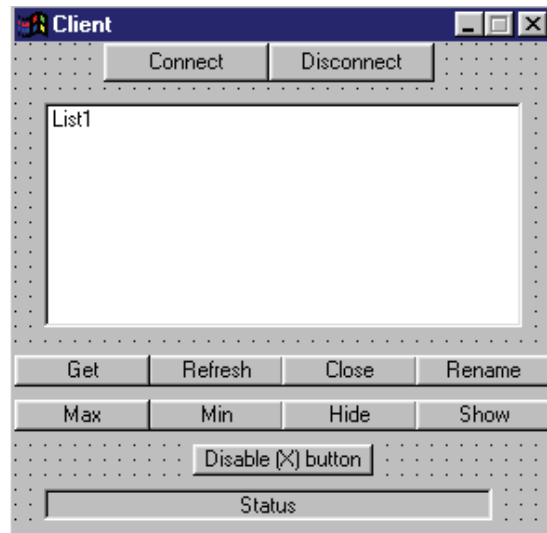 Client
Connect Disconnect
List1
Get Refresh Close Rename
Max Min Hide Show
Disable (X) button
Status